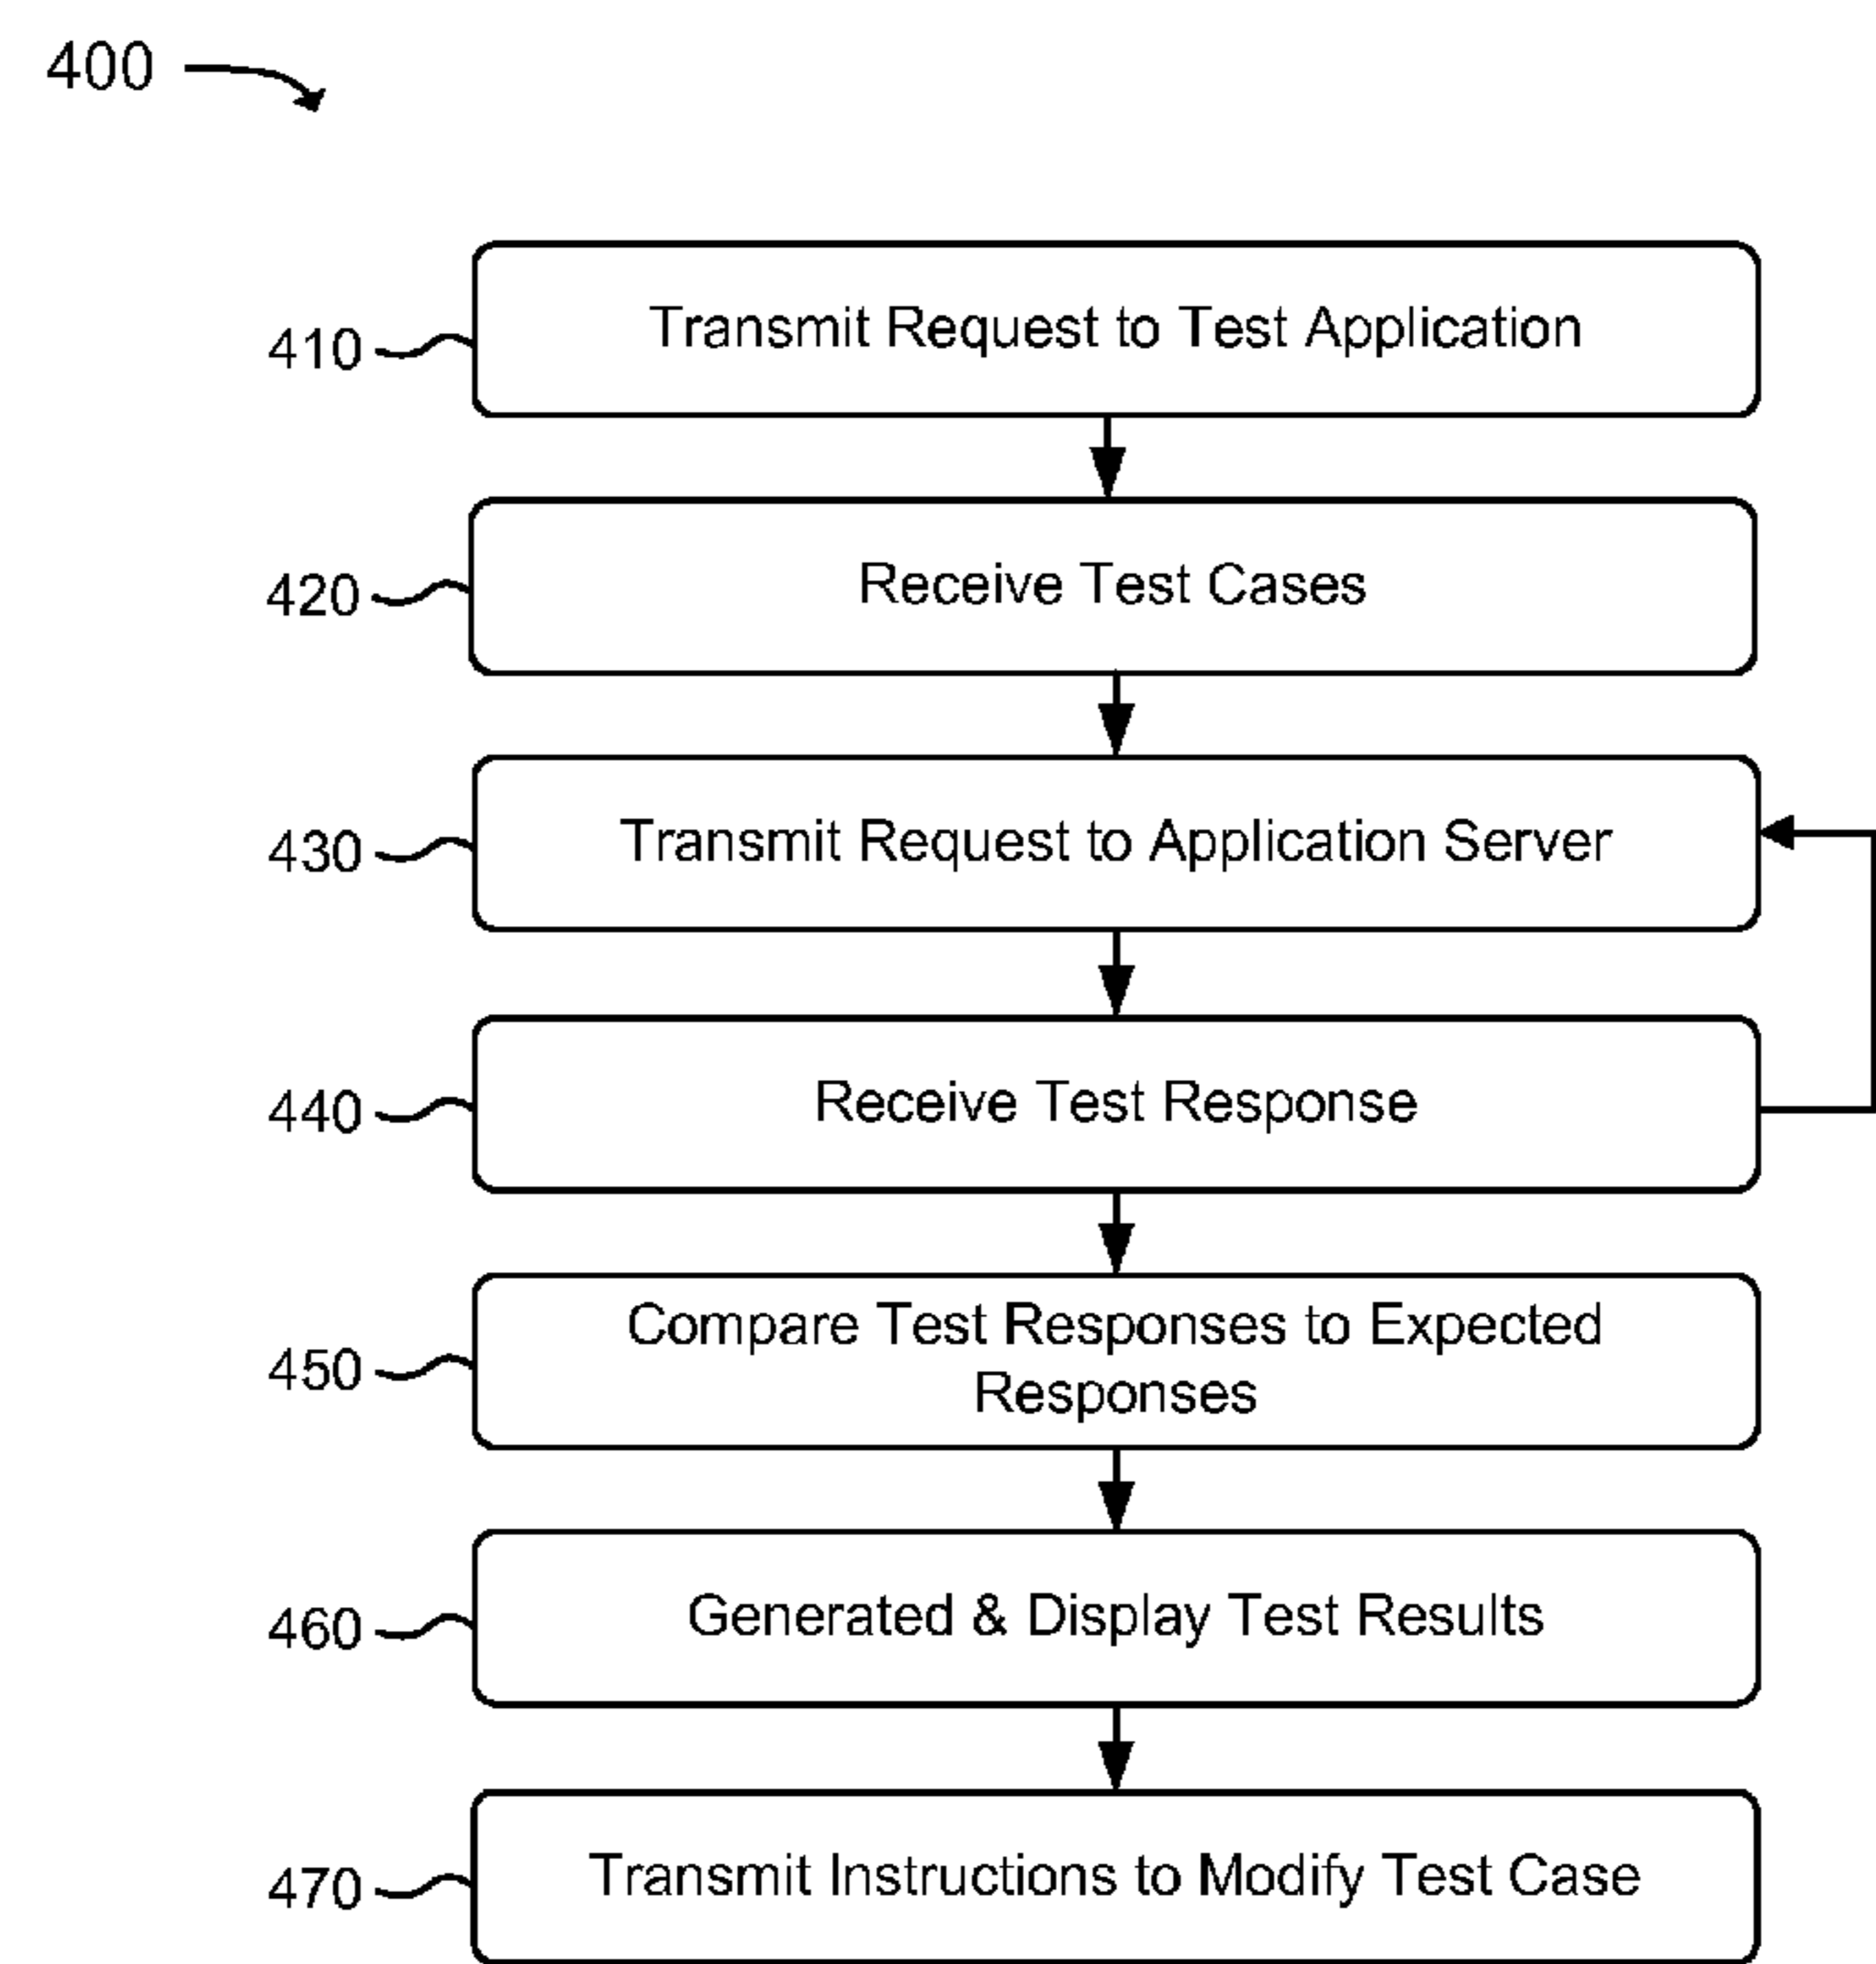 400
410
Transmit Request to Test Application
420
Receive Test Cases
430
Transmit Request to Application Server
440
Receive Test Response
450
Compare Test Responses to Expected
Responses
460
Generated & Display Test Results
470
Transmit Instructions to Modify Test Case